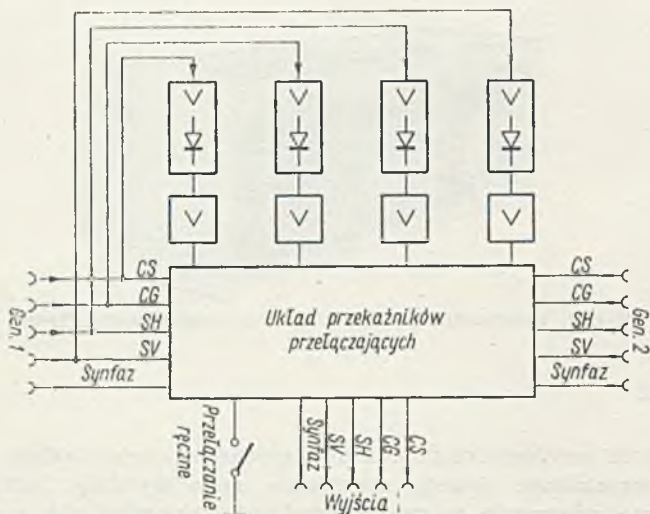 V
V
V
V
V
V
V
V
CS
CG
SH
SV
Synfaz
Gen. 1
Układ przekaźników
przełączających
CS
CG
SH
SV
Synfaz
Gen. 2
Przełączanie
ręczne
Synfaz
SV
SH
CG
CS
Wyjścia